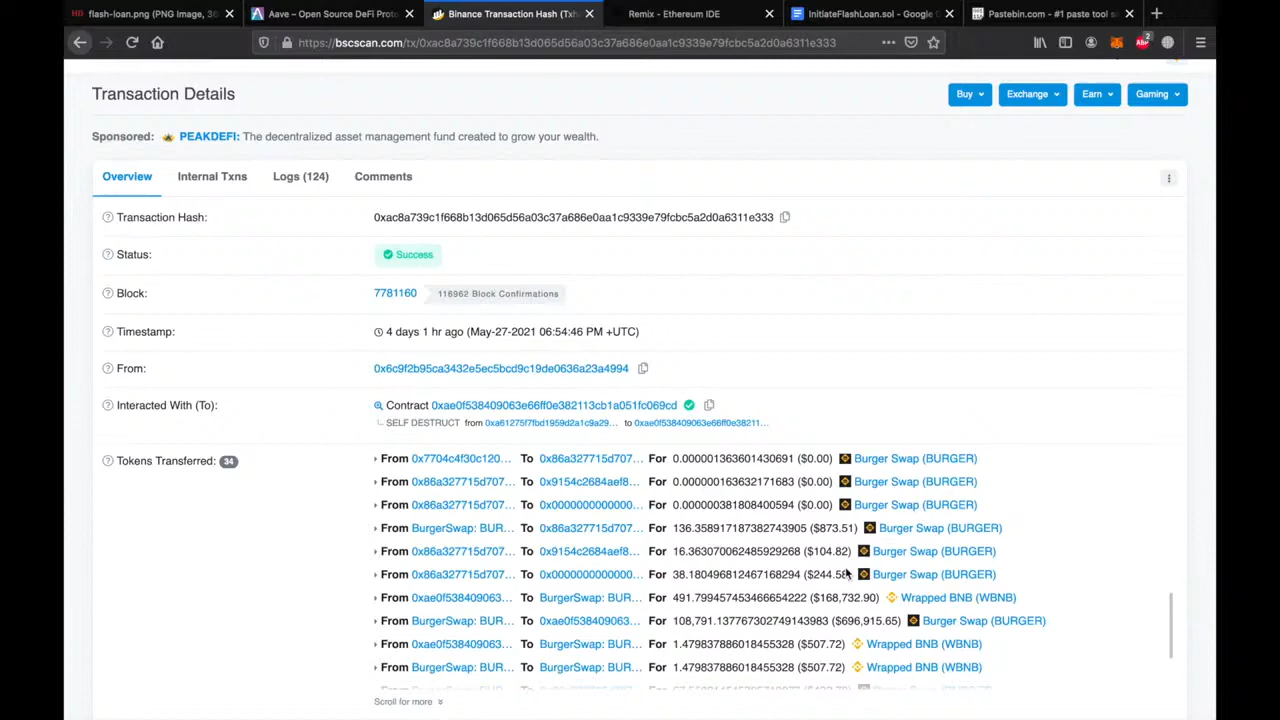 flash-loan.png (PNG Image, 36
Aave – Open Source DeFi Proto
Binance Transaction Hash (Txh
Remix - Ethereum IDE
InitiateFlashLoan.sol - Google D
Pastebin.com - #1 paste tool s
https://bscscan.com/tx/0xac8a739c1f668b13d065d56a03c37a686e0aa1c9339e79fcbc5a2d0a6311e333
2
Transaction Details
Buy
Exchange
Earn
Gaming
Sponsored: PEAKDEFI: The decentralized asset management fund created to grow your wealth.
Overview
Internal Txns
Logs (124)
Comments
Transaction Hash: 0xac8a739c1f668b13d065d56a03c37a686e0aa1c9339e79fcbc5a2d0a6311e333
Status: Success
Block: 7781160 116962 Block Confirmations
Timestamp: 4 days 1 hr ago (May-27-2021 06:54:46 PM +UTC)
From: 0x6c9f2b95ca3432e5ec5bcd9c19de0636a23a4994
Interacted With (To): Contract 0xae0f538409063e66ff0e382113cb1a051fc069cd
SELF DESTRUCT from 0xa61275f7fbd1959d2a1c9a29... to 0xae0f538409063e66ff0e38211...
Tokens Transferred: 34
From 0x7704c4f30c120... To 0x86a327715d707... For 0.000001363601430691 ($0.00) Burger Swap (BURGER)
From 0x86a327715d707... To 0x9154c2684aef8... For 0.000000163632171683 ($0.00) Burger Swap (BURGER)
From 0x86a327715d707... To 0x0000000000000... For 0.000000381808400594 ($0.00) Burger Swap (BURGER)
From BurgerSwap: BUR... To 0x86a327715d707... For 136.358917187382743905 ($873.51) Burger Swap (BURGER)
From 0x86a327715d707... To 0x9154c2684aef8... For 16.363070062485929268 ($104.82) Burger Swap (BURGER)
From 0x86a327715d707... To 0x0000000000000... For 38.180496812467168294 ($244.58) Burger Swap (BURGER)
From 0xae0f538409063... To BurgerSwap: BUR... For 491.799457453466654222 ($168,732.90) Wrapped BNB (WBNB)
From BurgerSwap: BUR... To 0xae0f538409063... For 108,791.137767302749143983 ($696,915.65) Burger Swap (BURGER)
From 0xae0f538409063... To BurgerSwap: BUR... For 1.479837886018455328 ($507.72) Wrapped BNB (WBNB)
From BurgerSwap: BUR... To BurgerSwap: BUR... For 1.479837886018455328 ($507.72) Wrapped BNB (WBNB)
Scroll for more